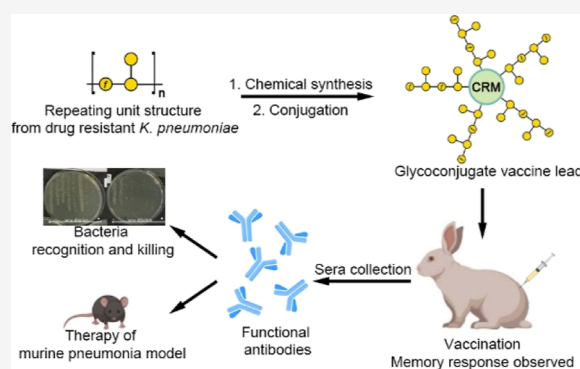 f
n
Repeating unit structure
from drug resistant K. pneumoniae
1. Chemical synthesis
2. Conjugation
CRM
Glycoconjugate vaccine lead
Bacteria
recognition and killing
Sera collection
Therapy of
murine pneumonia model
Functional
antibodies
Vaccination
Memory response observed